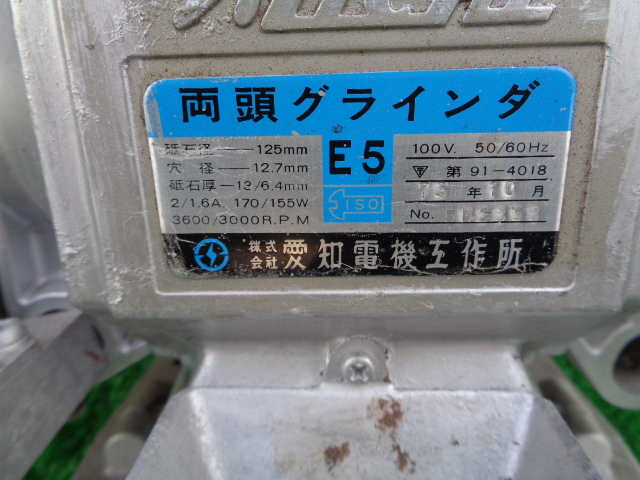 両頭グラインダ
砥石径——125mm
穴径——12.7mm
砥石厚—13/6.4mm
2/1.6A 170/155W
3600/3000R.P.M
E5
ISO
100V. 50/60Hz
第 91-4018
年 10 月
No.
株式会社 愛知電機工作所